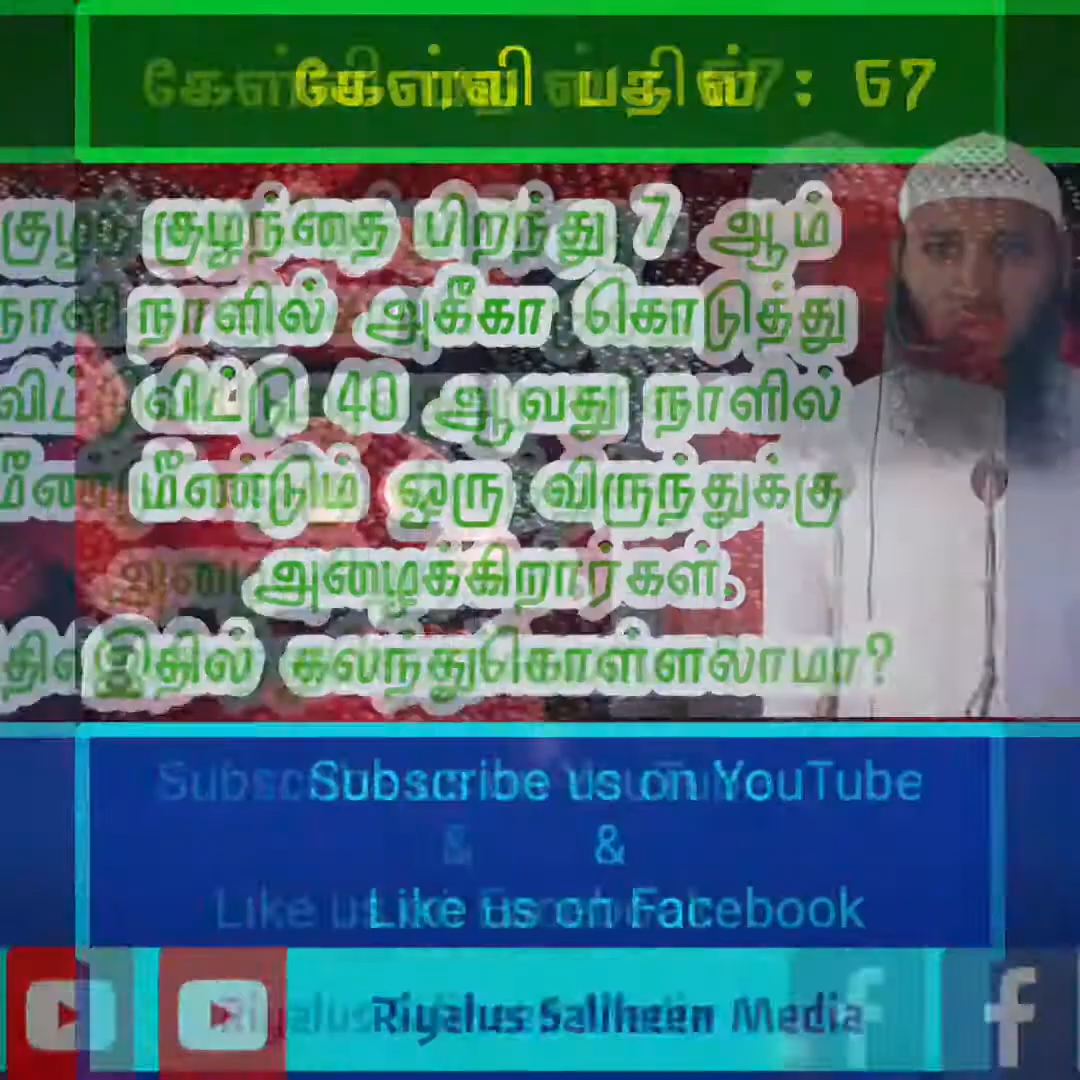 கேள்வி பதில் : 67
குழந்தை பிறந்து 7 ஆம்
நாளில் அகீகா கொடுத்து
விட்டு 40 ஆவது நாளில்
மீண்டும் ஒரு விருந்துக்கு
அழைக்கிறார்கள்.
இதில் கலந்துகொள்ளலாமா?
Subscribe us on YouTube
&
Like us on Facebook
Riyalus Saliheen Media